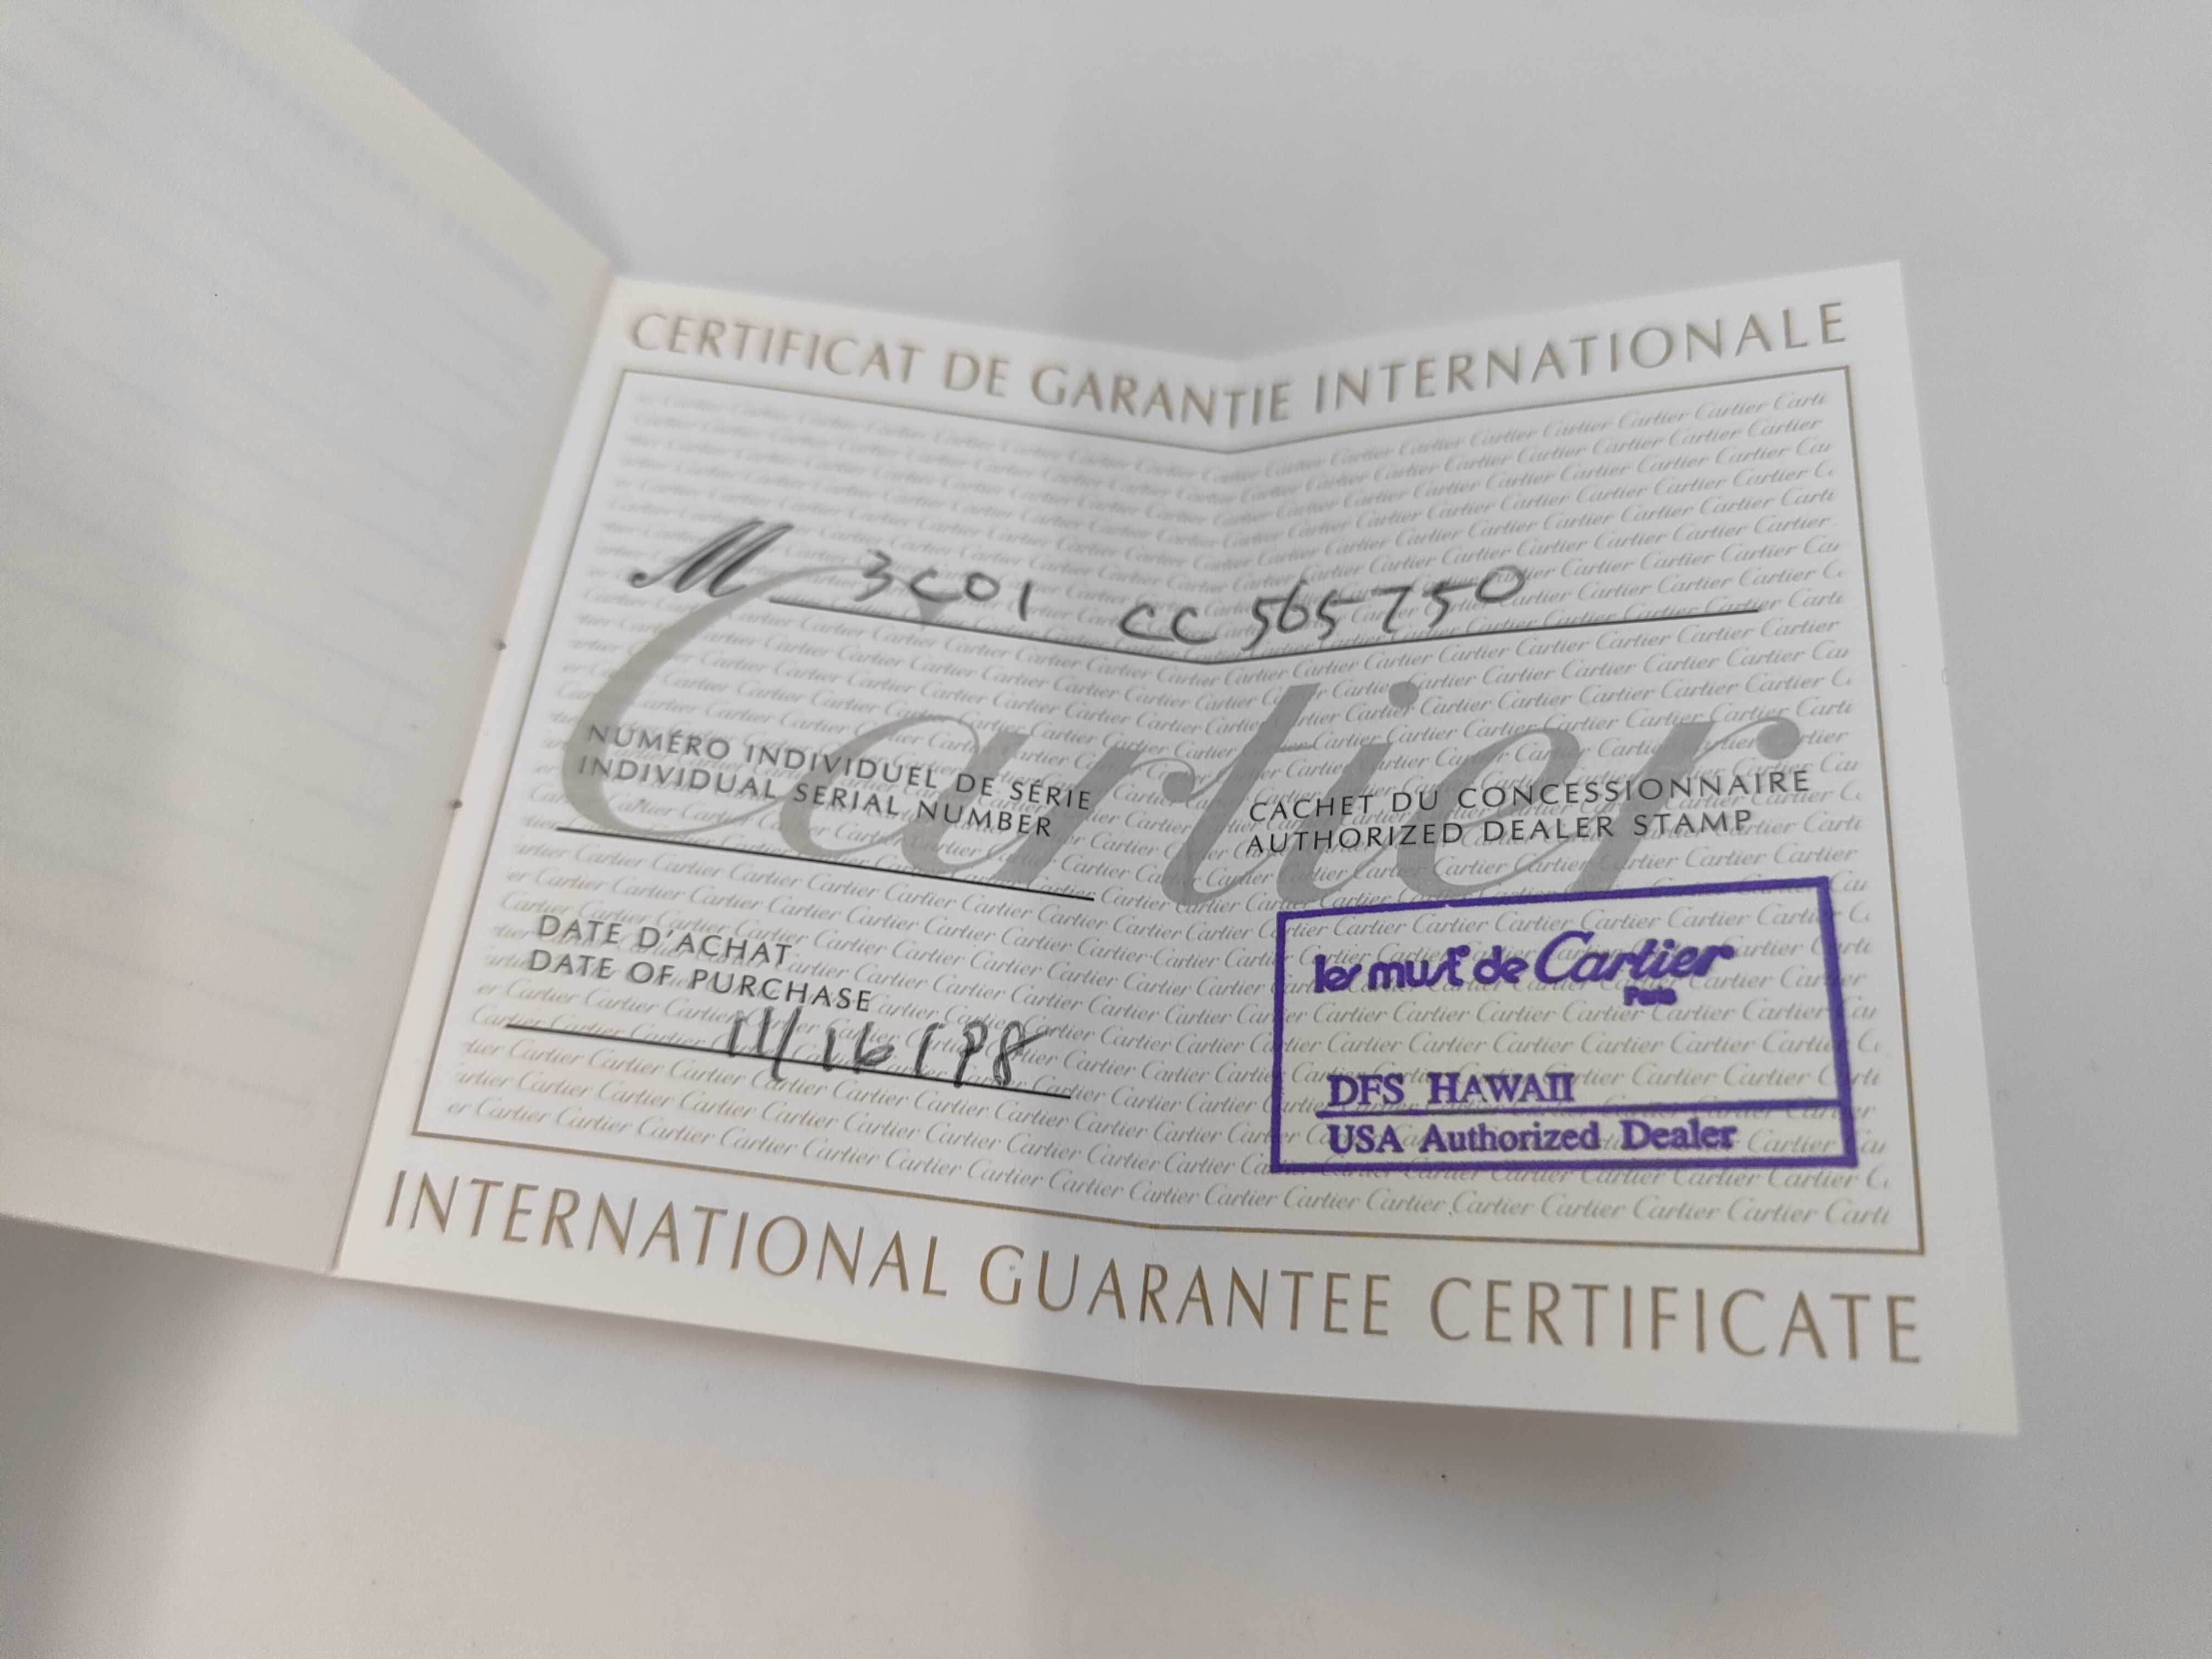 CERTIFICAT DE GARANTIE INTERNATIONALE
M 3C01 CC 565750
Cartier
NUMÉRO INDIVIDUEL DE SÉRIE
INDIVIDUAL SERIAL NUMBER
CACHET DU CONCESSIONNAIRE
AUTHORIZED DEALER STAMP
DATE D'ACHAT
DATE OF PURCHASE
11/16/98
les must de Cartier
Paris
DFS HAWAII
USA Authorized Dealer
INTERNATIONAL GUARANTEE CERTIFICATE